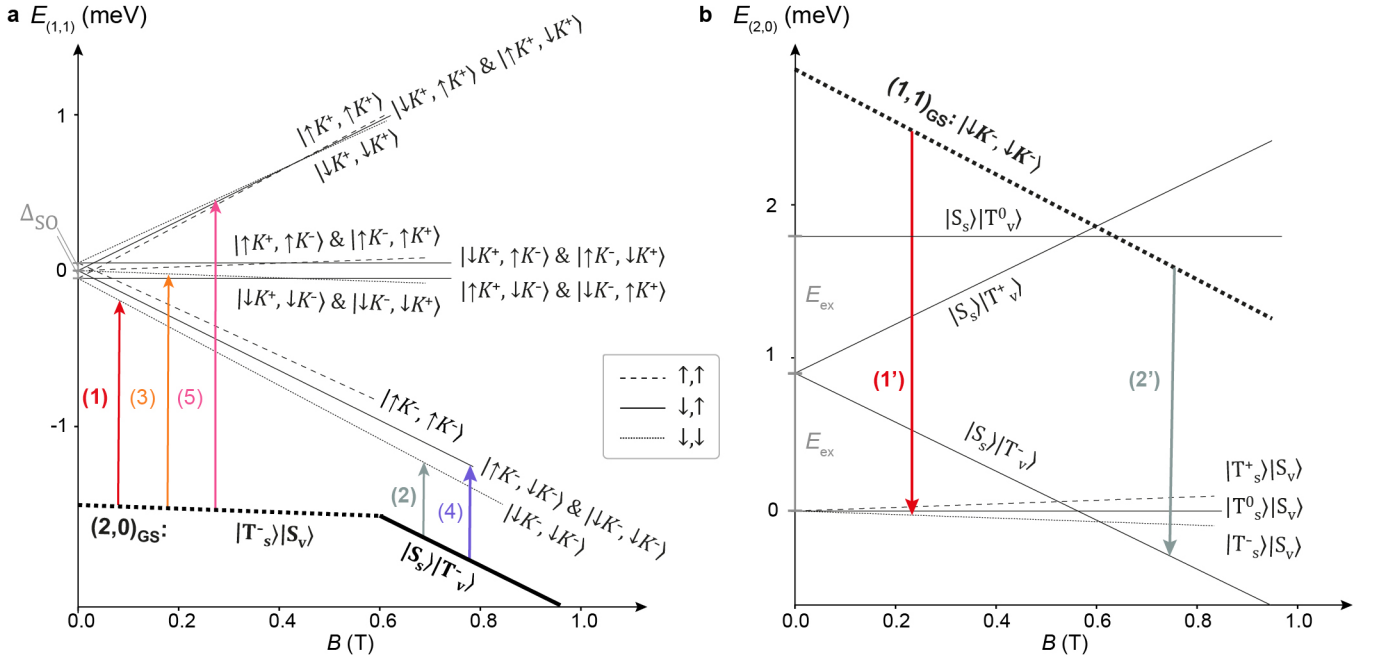 a E(1,1) (meV)
1
0
-1
ΔSO
|↑K⁺, ↑K⁺⟩
|↓K⁺, ↑K⁺⟩ & |↑K⁺, ↓K⁺⟩
|↓K⁺, ↓K⁺⟩
|↑K⁺, ↑K⁻⟩ & |↑K⁻, ↑K⁺⟩
|↓K⁺, ↑K⁻⟩ & |↑K⁻, ↓K⁺⟩
|↑K⁺, ↓K⁻⟩ & |↓K⁻, ↑K⁺⟩
|↓K⁺, ↓K⁻⟩ & |↓K⁻, ↓K⁺⟩
(1)
(3)
(5)
|↑K⁻, ↑K⁻⟩
|↑K⁻, ↓K⁻⟩ & |↓K⁻, ↑K⁻⟩
|↓K⁻, ↓K⁻⟩
(2)
(4)
(2,0)GS: |T⁻s⟩|Sv⟩
|Ss⟩|T⁻v⟩
↑,↑
↓,↑
↓,↓
0.0 0.2 0.4 0.6 0.8 1.0
B (T)
b E(2,0) (meV)
2
1
0
(1,1)GS: |↓K⁻, ↓K⁻⟩
|Ss⟩|T⁰v⟩
|Ss⟩|T⁺v⟩
Eex
Eex
(1’)
(2’)
|Ss⟩|T⁻v⟩
|T⁺s⟩|Sv⟩
|T⁰s⟩|Sv⟩
|T⁻s⟩|Sv⟩
0.0 0.2 0.4 0.6 0.8 1.0
B (T)